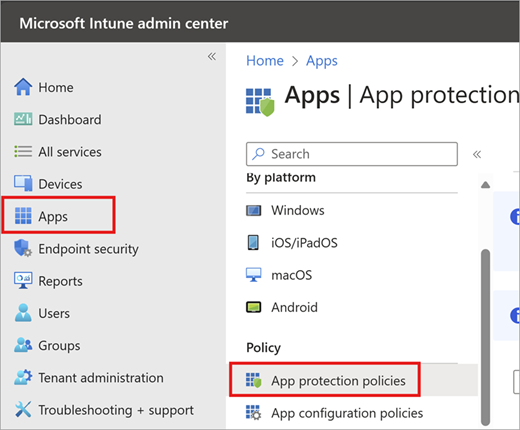 Microsoft Intune admin center
«
Home
Dashboard
All services
Devices
Apps
Endpoint security
Reports
Users
Groups
Tenant administration
Troubleshooting + support
Home > Apps
Apps | App protection
Search
«
By platform
Windows
iOS/iPadOS
macOS
Android
Policy
App protection policies
App configuration policies